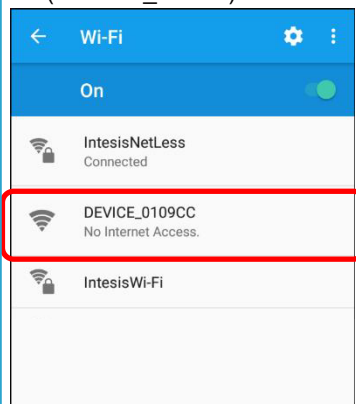 Wi-Fi
On
IntesisNetLess
Connected
DEVICE_0109CC
No Internet Access.
IntesisWi-Fi